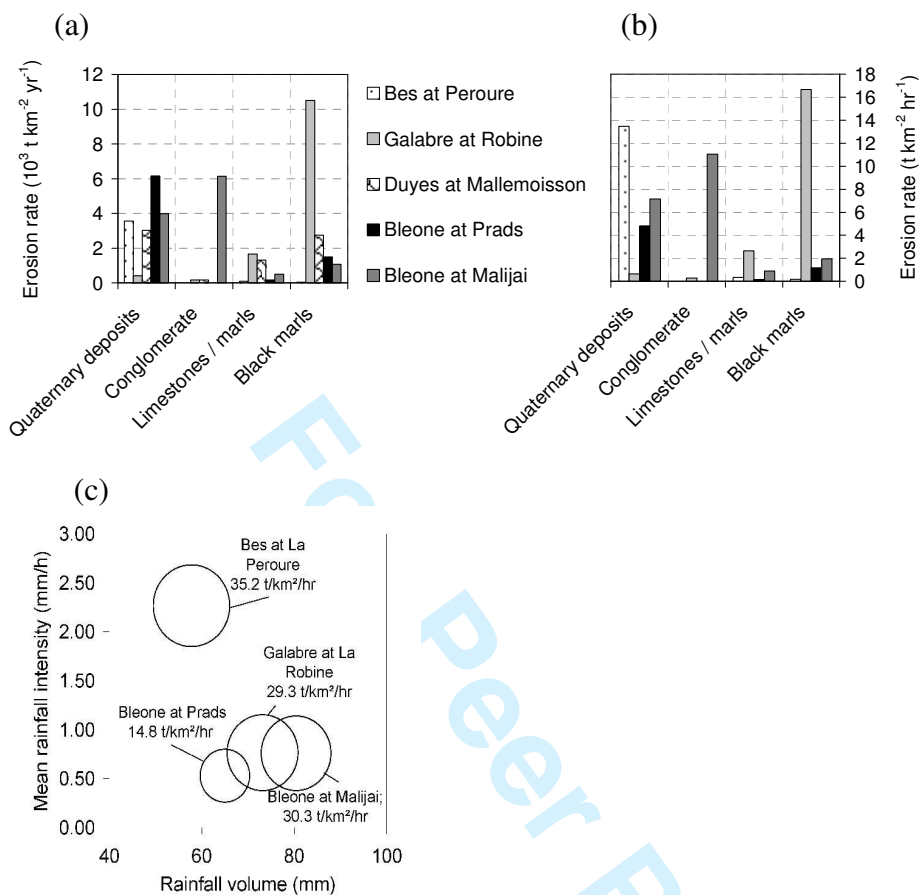 (a)
(b)
Erosion rate (10³ t km⁻² yr⁻¹)
12
10
8
6
4
2
0
Quaternary deposits
Conglomerate
Limestones / marls
Black marls
Bes at Peroure
Galabre at Robine
Duyes at Mallemoisson
Bleone at Prads
Bleone at Malijai
18
16
14
12
10
8
6
4
2
0
Erosion rate (t km⁻² hr⁻¹)
Quaternary deposits
Conglomerate
Limestones / marls
Black marls
(c)
Mean rainfall intensity (mm/h)
3.00
2.50
2.00
1.50
1.00
0.50
0.00
Bes at La
Peroure
35.2 t/km²/hr
Galabre at La
Robine
29.3 t/km²/hr
Bleone at Prads
14.8 t/km²/hr
Bleone at Malijai;
30.3 t/km²/hr
40
60
80
100
Rainfall volume (mm)
Peer